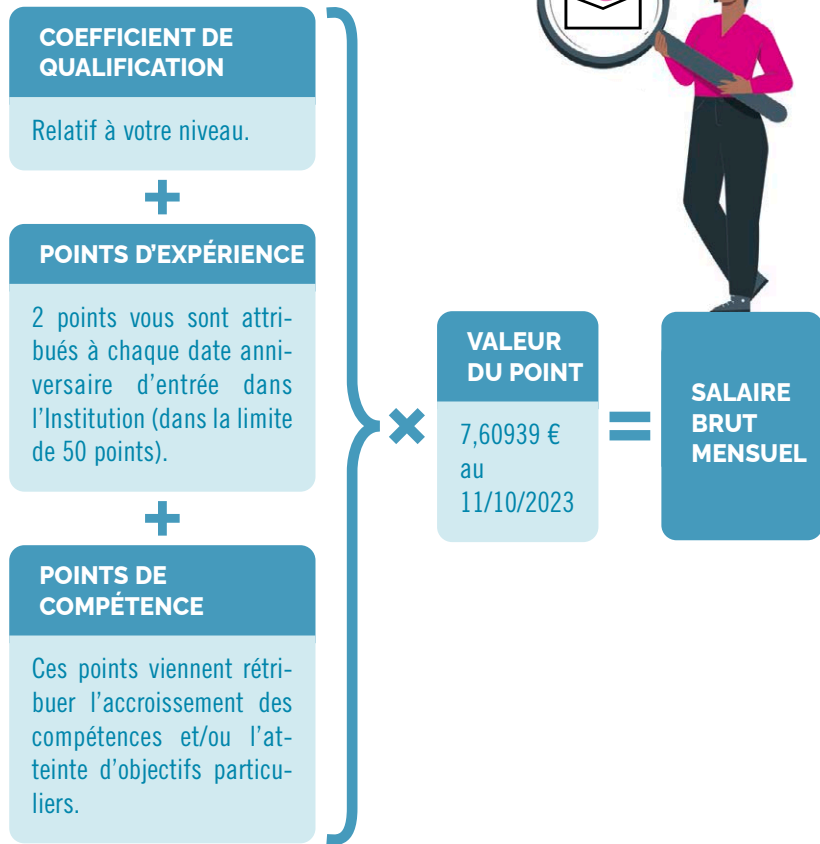 COEFFICIENT DE
QUALIFICATION
Relatif à votre niveau.
+
POINTS D'EXPÉRIENCE
2 points vous sont attri-
bués à chaque date anni-
versaire d'entrée dans
l'Institution (dans la limite
de 50 points).
+
POINTS DE
COMPÉTENCE
Ces points viennent rétri-
buer l'accroissement des
compétences et/ou l'at-
teinte d'objectifs particu-
liers.
×
VALEUR
DU POINT
7,60939 €
au
11/10/2023
=
SALAIRE
BRUT
MENSUEL